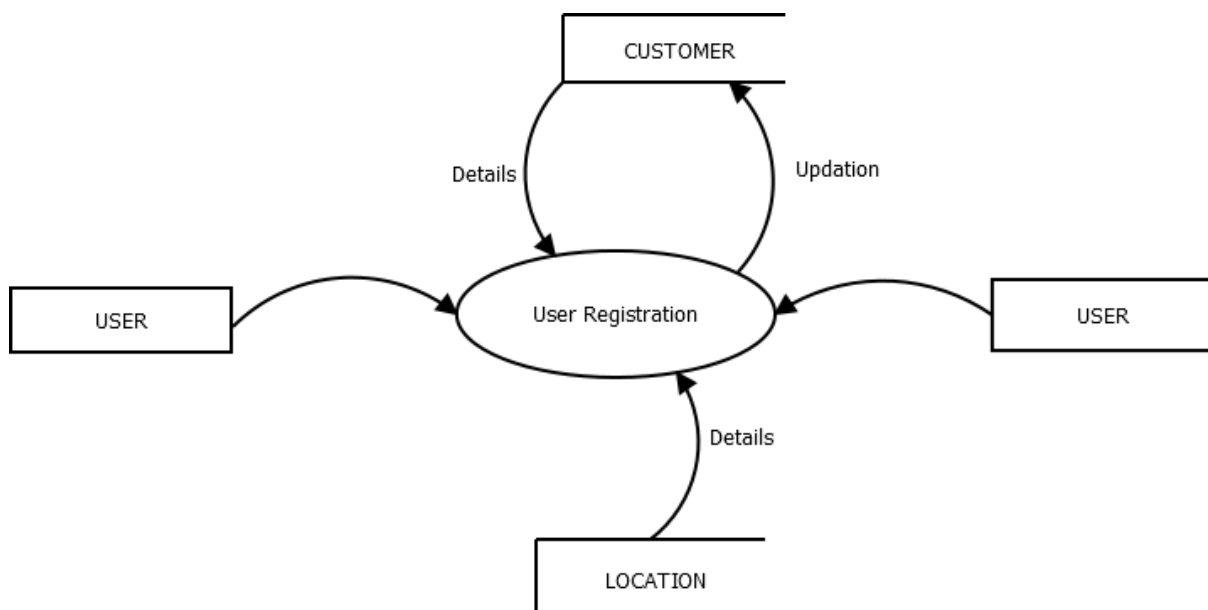 CUSTOMER
Details
Updation
USER
User Registration
USER
Details
LOCATION